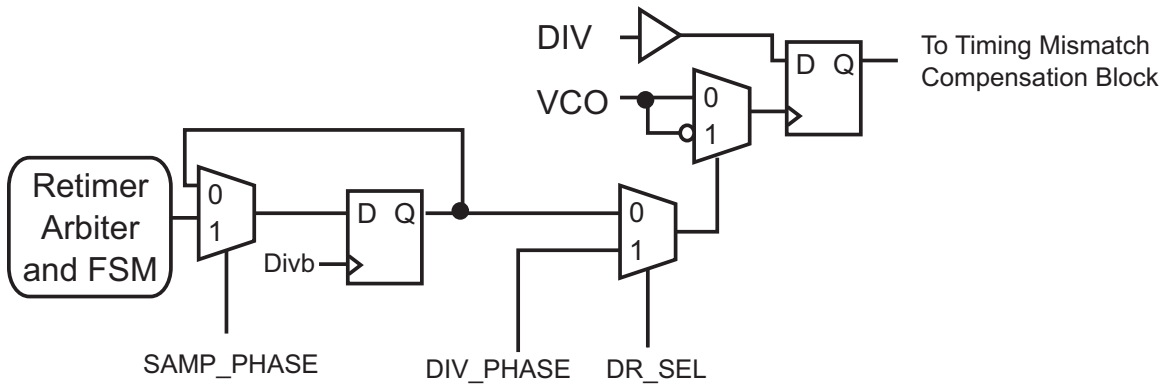 DIV
D Q
To Timing Mismatch
Compensation Block
VCO
0
1
Retimer
Arbiter
and FSM
0
1
D Q
Divb
0
1
SAMP_PHASE
DIV_PHASE
DR_SEL